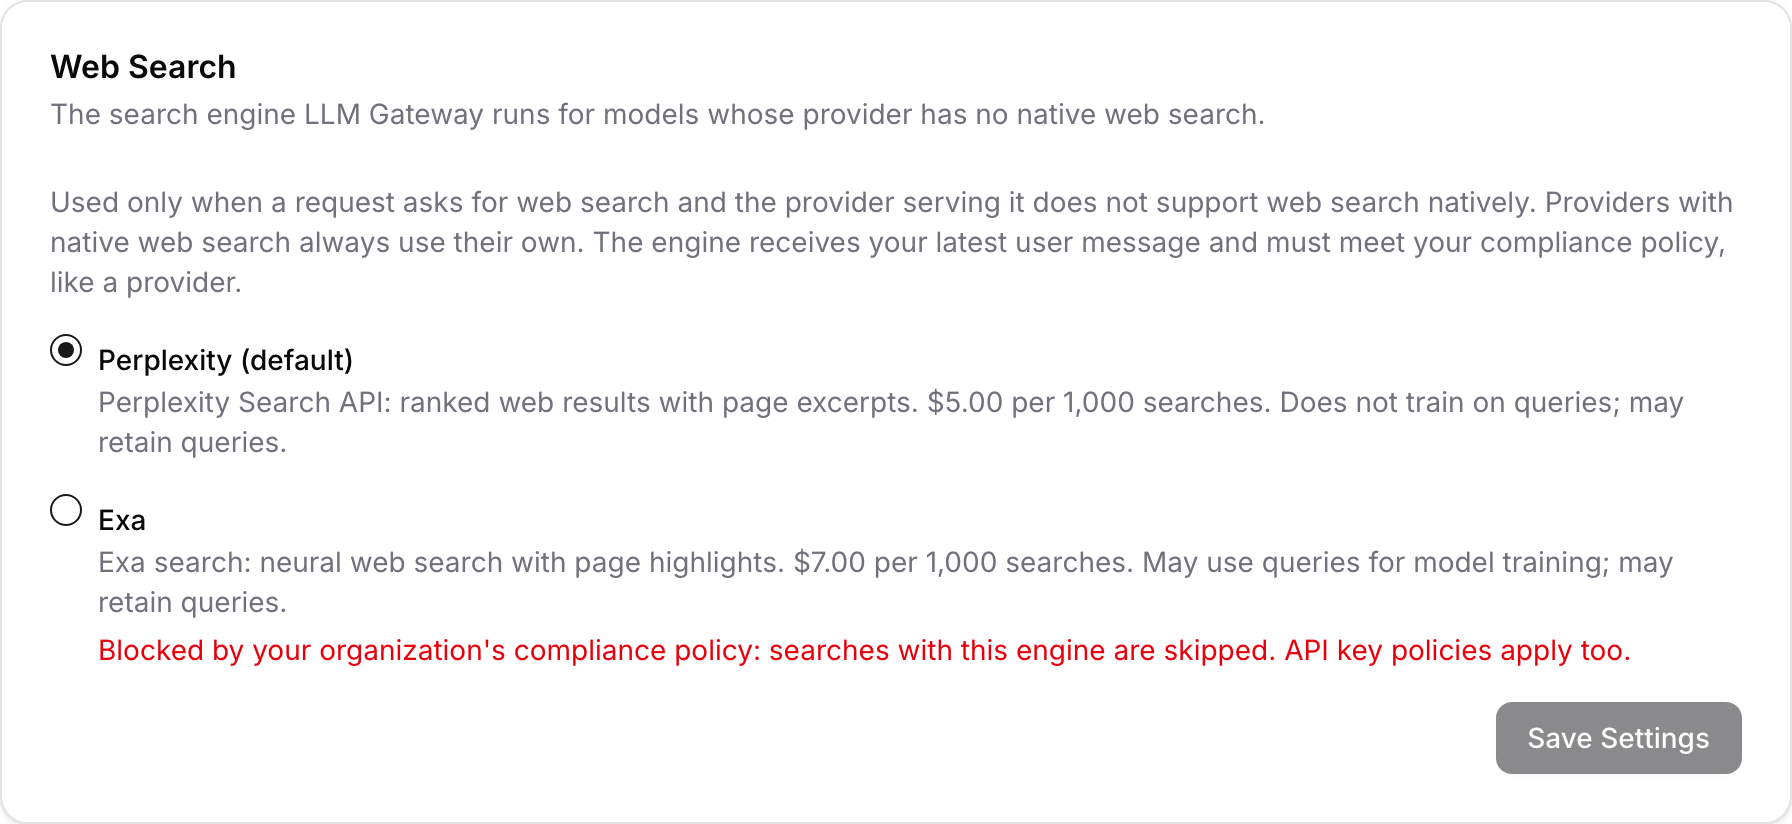 Web Search
The search engine LLM Gateway runs for models whose provider has no native web search.
Used only when a request asks for web search and the provider serving it does not support web search natively. Providers with
native web search always use their own. The engine receives your latest user message and must meet your compliance policy,
like a provider.
Perplexity (default)
Perplexity Search API: ranked web results with page excerpts. $5.00 per 1,000 searches. Does not train on queries; may
retain queries.
Exa
Exa search: neural web search with page highlights. $7.00 per 1,000 searches. May use queries for model training; may
retain queries.
Blocked by your organization's compliance policy: searches with this engine are skipped. API key policies apply too.
Save Settings